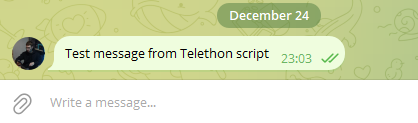 December 24
Test message from Telethon script 23:03
Write a message...